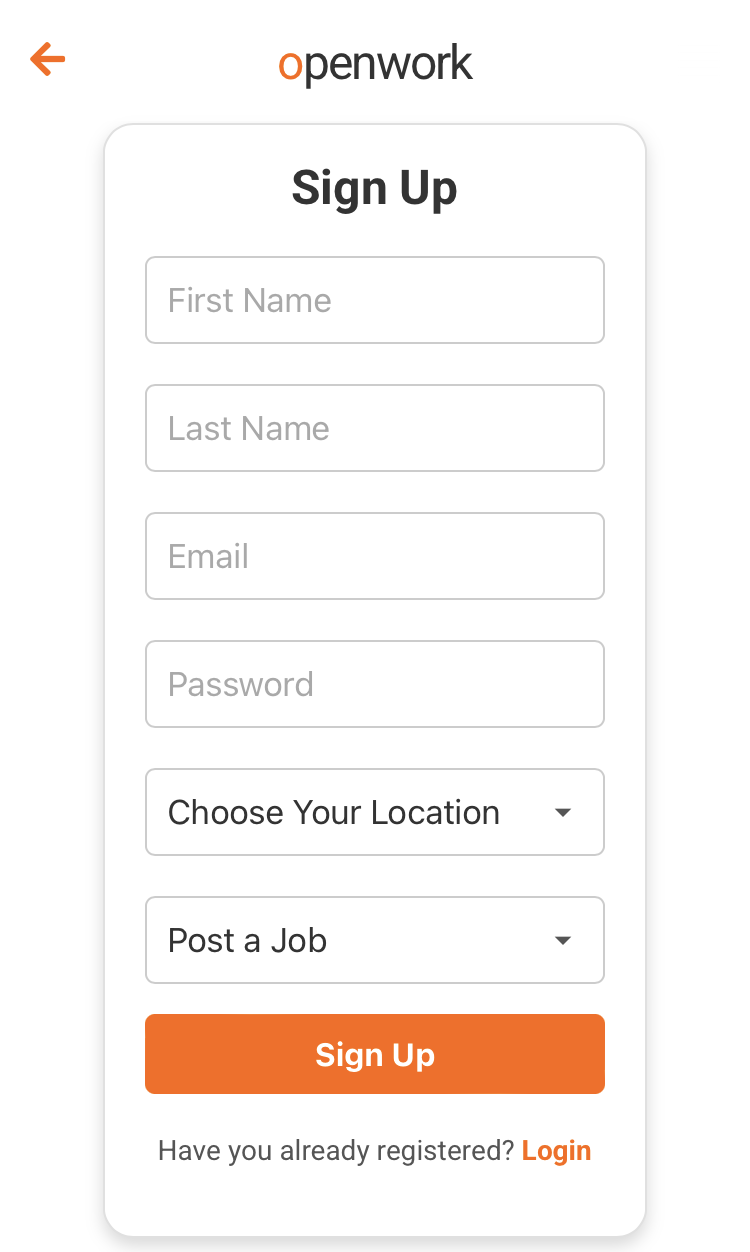 openwork
Sign Up
First Name
Last Name
Email
Password
Choose Your Location
Post a Job
Sign Up
Have you already registered? Login